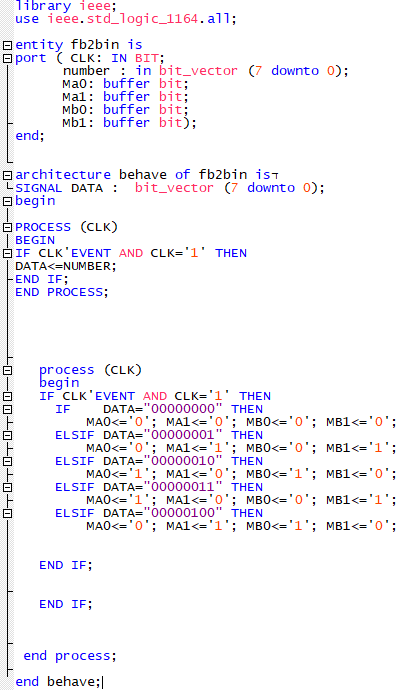 library ieee;
use ieee.std_logic_1164.all;
entity fb2bin is
port ( CLK: IN BIT;
number : in bit_vector (7 downto 0);
Ma0: buffer bit;
Ma1: buffer bit;
Mb0: buffer bit;
Mb1: buffer bit);
end;
architecture behave of fb2bin is
SIGNAL DATA : bit_vector (7 downto 0);
begin
PROCESS (CLK)
BEGIN
IF CLK'EVENT AND CLK='1' THEN
DATA<=NUMBER;
END IF;
END PROCESS;
process (CLK)
begin
IF CLK'EVENT AND CLK='1' THEN
IF DATA="00000000" THEN
MA0<='0'; MA1<='0'; MB0<='0'; MB1<='0';
ELSIF DATA="00000001" THEN
MA0<='0'; MA1<='1'; MB0<='0'; MB1<='1';
ELSIF DATA="00000010" THEN
MA0<='1'; MA1<='0'; MB0<='1'; MB1<='0';
ELSIF DATA="00000011" THEN
MA0<='1'; MA1<='0'; MB0<='0'; MB1<='1';
ELSIF DATA="00000100" THEN
MA0<='0'; MA1<='1'; MB0<='1'; MB1<='0';
END IF;
END IF;
end process;
end behave;